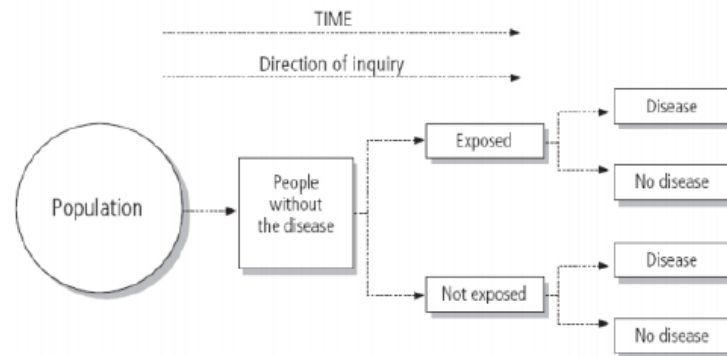 TIME
Direction of inquiry
Population
People
without
the disease
Exposed
Not exposed
Disease
No disease
Disease
No disease